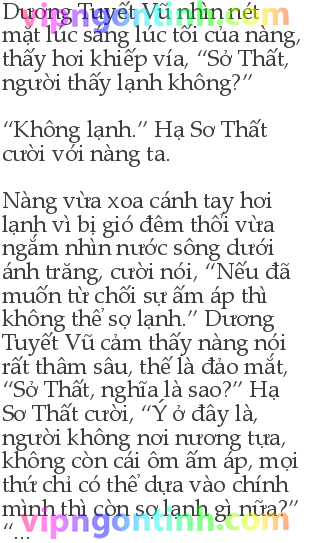 vipngontinh.com
Dương Tuyết Vũ nhìn nét
mặt lúc sáng lúc tối của nàng,
thấy hơi khiếp vía, “Sở Thất,
người thấy lạnh không?”
“Không lạnh.” Hạ Sơ Thất
cười với nàng ta.
Nàng vừa xoa cánh tay hơi
lạnh vì bị gió đêm thổi vừa
ngắm nhìn nước sông dưới
ánh trăng, cười nói, “Nếu đã
muốn từ chối sự ấm áp thì
không thể sợ lạnh.” Dương
Tuyết Vũ cảm thấy nàng nói
rất thâm sâu, thế là đảo mắt,
“Sở Thất, nghĩa là sao?” Hạ
Sơ Thất cười, “Ý ở đây là,
người không nơi nương tựa,
không còn cái ôm ấm áp, mọi
thứ chỉ có thể dựa vào chính
mình thì còn sợ lạnh gì nữa?”
“...
vipngontinh.com